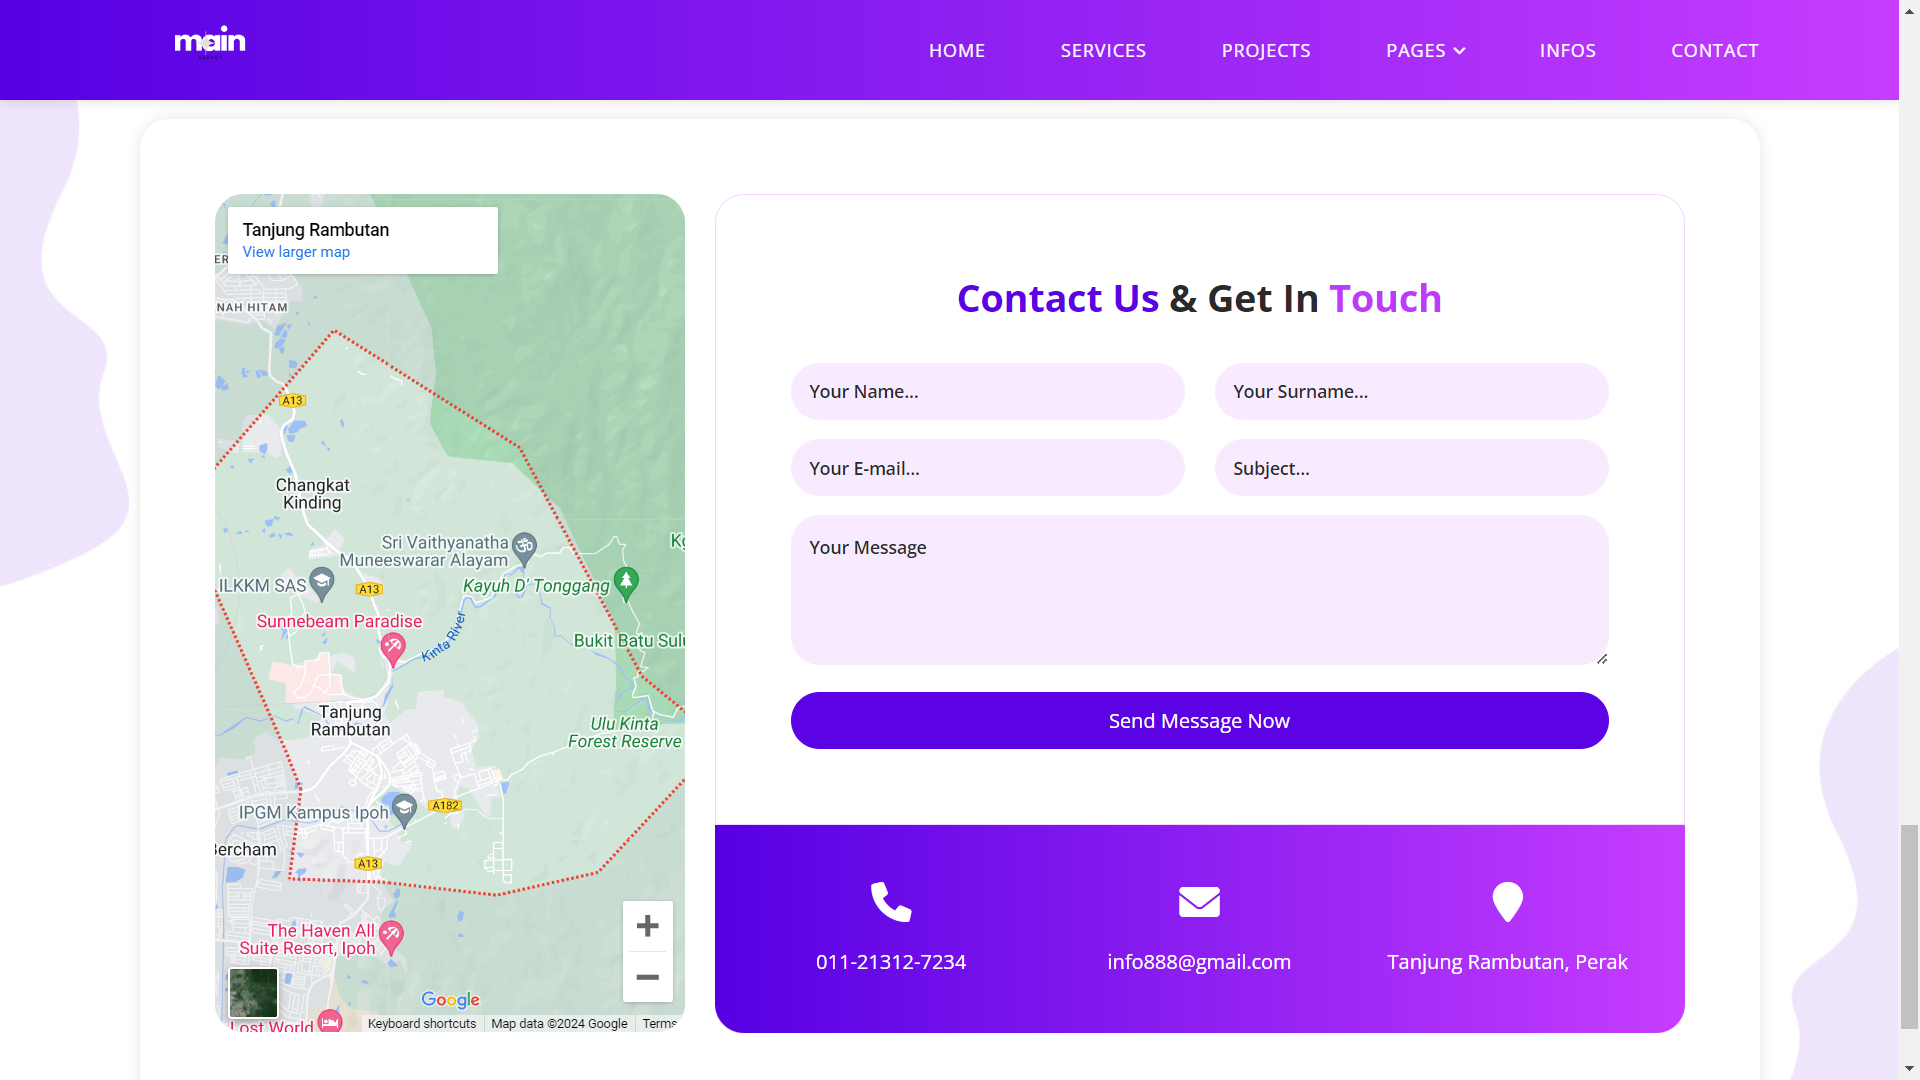 main
HOME
SERVICES
PROJECTS
PAGES
INFOS
CONTACT
Tanjung Rambutan
View larger map
NAH HITAM
A13
Changkat
Kinding
Sri Vaithyanatha
Muneeswarar Alayam
ILKKM SAS
A13
Kayuh D' Tonggang
Sunnebeam Paradise
Kinta River
Bukit Batu Sulu
Tanjung
Rambutan
Ulu Kinta
Forest Reserve
IPGM Kampus Ipoh
A182
Bercham
A13
The Haven All
Suite Resort, Ipoh
Lost World
Google
Keyboard shortcuts
Map data ©2024 Google
Terms
Contact Us & Get In Touch
Your Name...
Your Surname...
Your E-mail...
Subject...
Your Message
Send Message Now
011-21312-7234
info888@gmail.com
Tanjung Rambutan, Perak